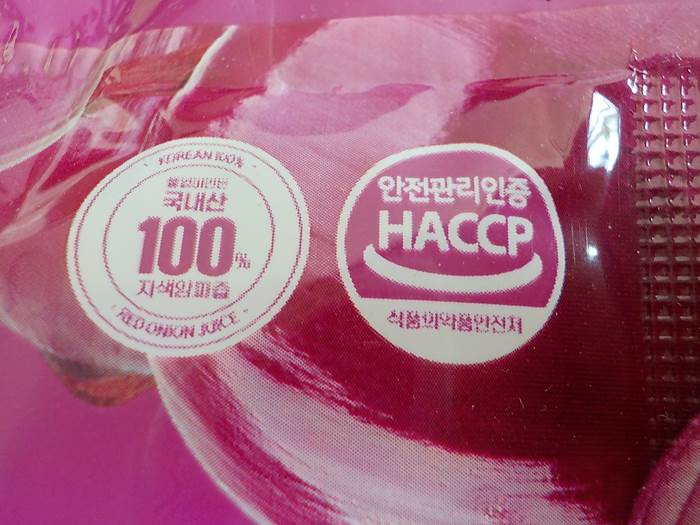 KOREAN 100%
국내산
100%
자색양파즙
RED ONION JUICE
안전관리인증
HACCP
식품의약품안전처